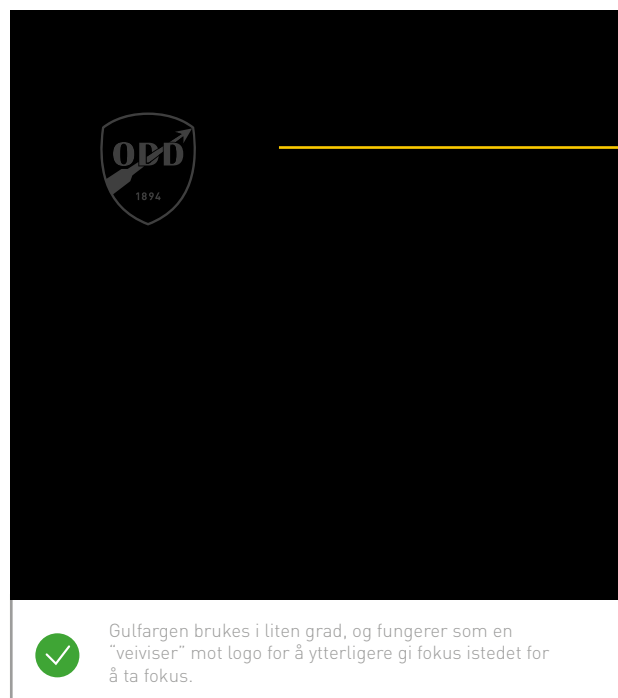 ODD
1894
Gulfargen brukes i liten grad, og fungerer som en
"veiviser" mot logo for å ytterligere gi fokus istedet for
å ta fokus.